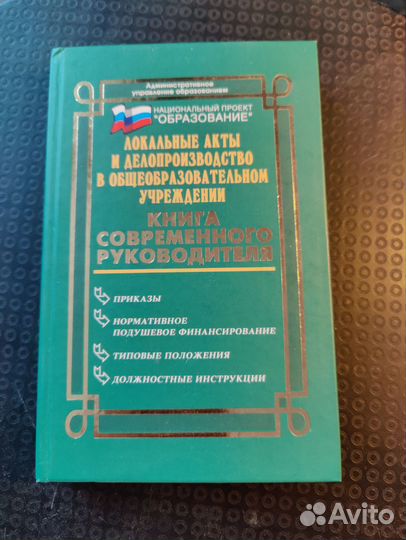 Административное
управление образованием
НАЦИОНАЛЬНЫЙ ПРОЕКТ
"ОБРАЗОВАНИЕ"
ЛОКАЛЬНЫЕ АКТЫ
И ДЕЛОПРОИЗВОДСТВО
В ОБЩЕОБРАЗОВАТЕЛЬНОМ
УЧРЕЖДЕНИИ
КНИГА
СОВРЕМЕННОГО
РУКОВОДИТЕЛЯ
ПРИКАЗЫ
НОРМАТИВНОЕ
ПОДУШЕВОЕ ФИНАНСИРОВАНИЕ
ТИПОВЫЕ ПОЛОЖЕНИЯ
ДОЛЖНОСТНЫЕ ИНСТРУКЦИИ
Avito